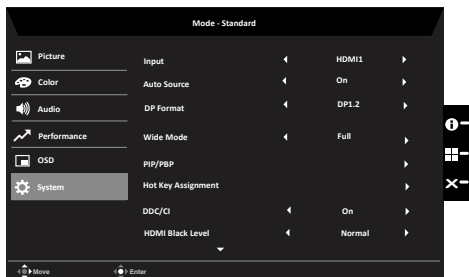 Mode - Standard
Picture
Color
Audio
Performance
OSD
System
Input HDMI1
Auto Source On
DP Format DP1.2
Wide Mode Full
PIP/PBP
Hot Key Assignment
DDC/CI On
HDMI Black Level Normal
Move Enter